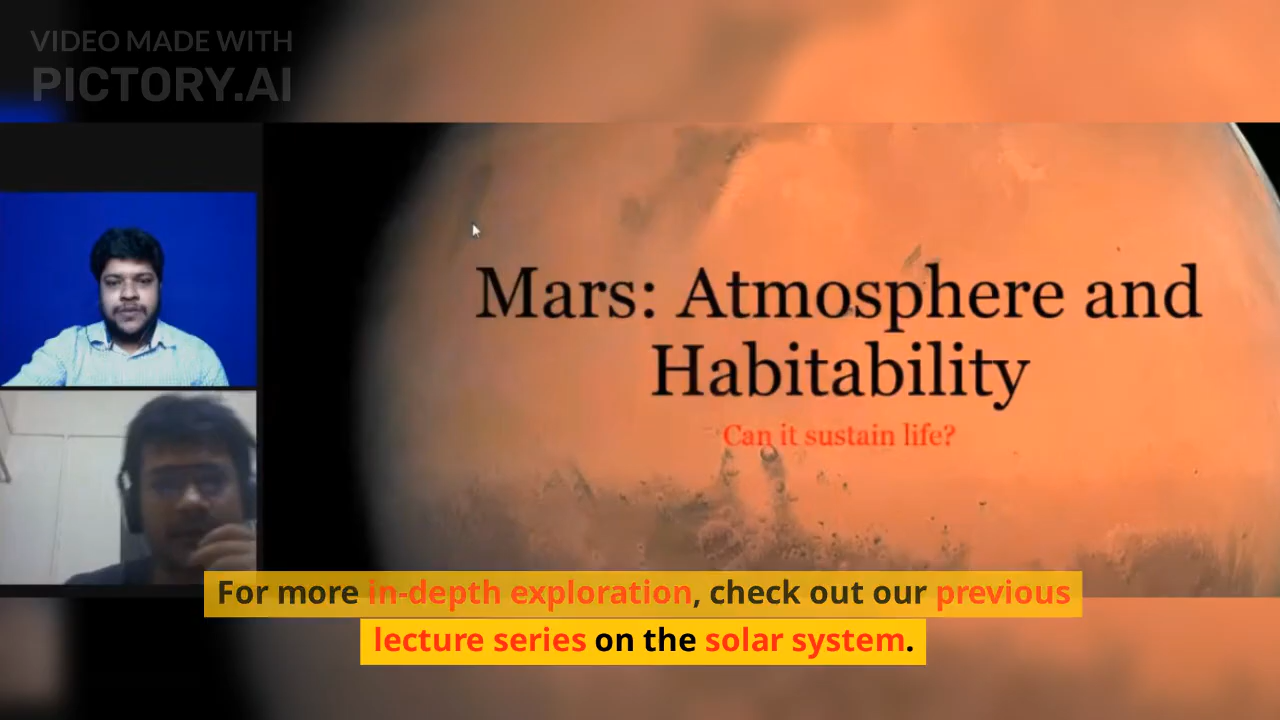 VIDEO MADE WITH
PICTORY.AI
Mars: Atmosphere and
Habitability
Can it sustain life?
For more in-depth exploration, check out our previous
lecture series on the solar system.